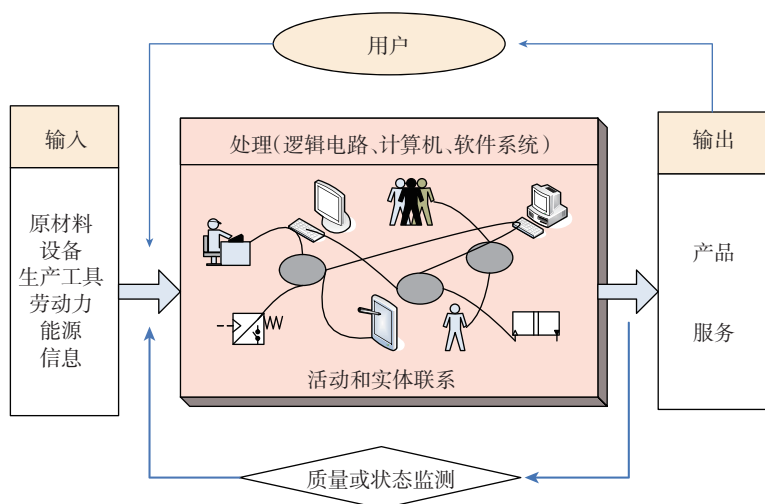 用户
输入
原材料
设备
生产工具
劳动力
能源
信息
处理(逻辑电路、计算机、软件系统)
活动和实体联系
输出
产品
服务
质量或状态监测